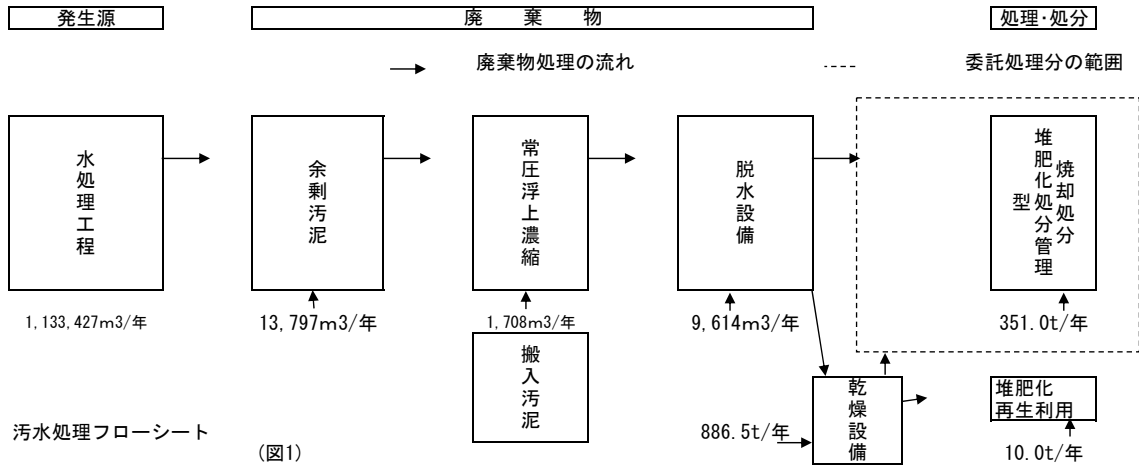 発生源
廃 棄 物
処理・処分
廃棄物処理の流れ
委託処理分の範囲
水処理工程
余剰汚泥
常圧浮上濃縮
脱水設備
焼却処分
堆肥化処分管理
型
1,133,427m3/年
13,797m3/年
1,708m3/年
9,614m3/年
351.0t/年
搬入汚泥
乾燥設備
堆肥化
再生利用
汚水処理フローシート
(図1)
886.5t/年
10.0t/年